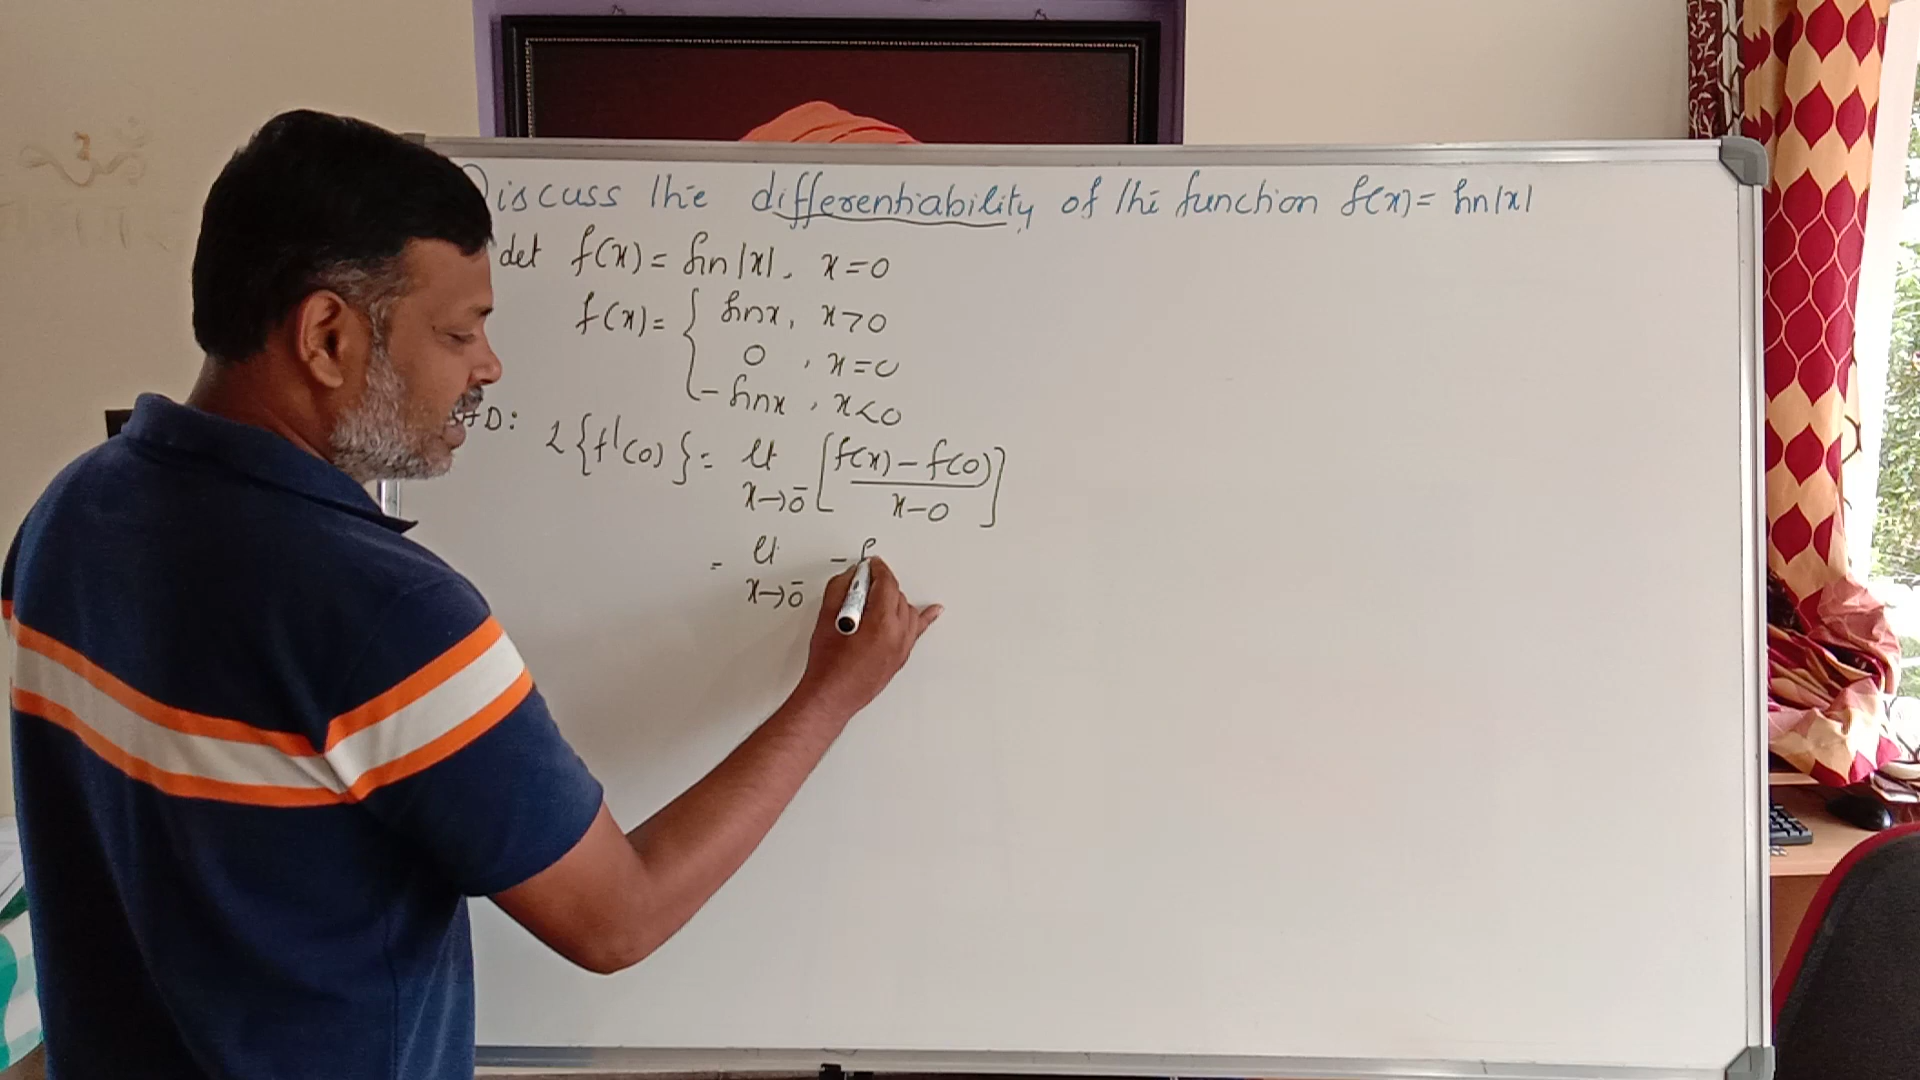 Discuss the differentiability of the function f(x) = sin|x|
Let f(x) = sin|x|, x=0
f(x) = { sinx, x>0
0, x=0
- sinx, x<0
D: L{f'(0)} = lt x→0⁻ [f(x) - f(0) / x-0]
= lt x→0⁻ -